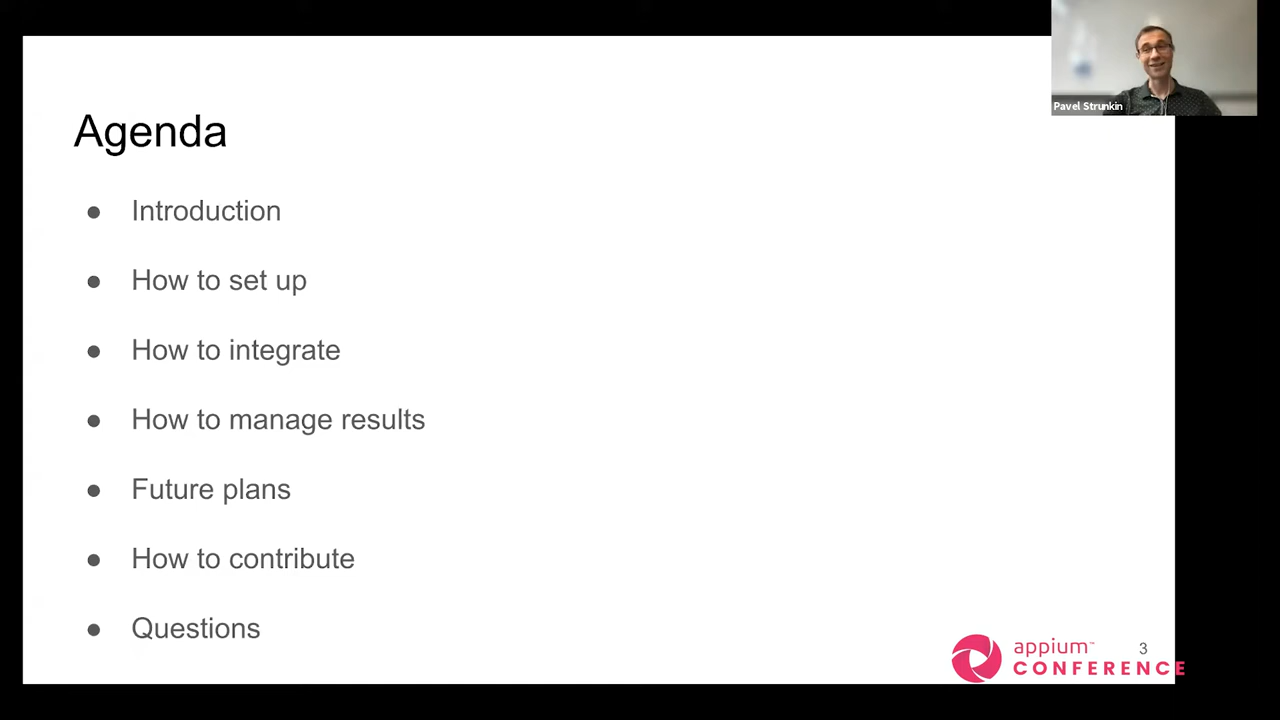 Pavel Strunkin
Agenda
● Introduction
● How to set up
● How to integrate
● How to manage results
● Future plans
● How to contribute
● Questions
appium™
CONFERENCE
3